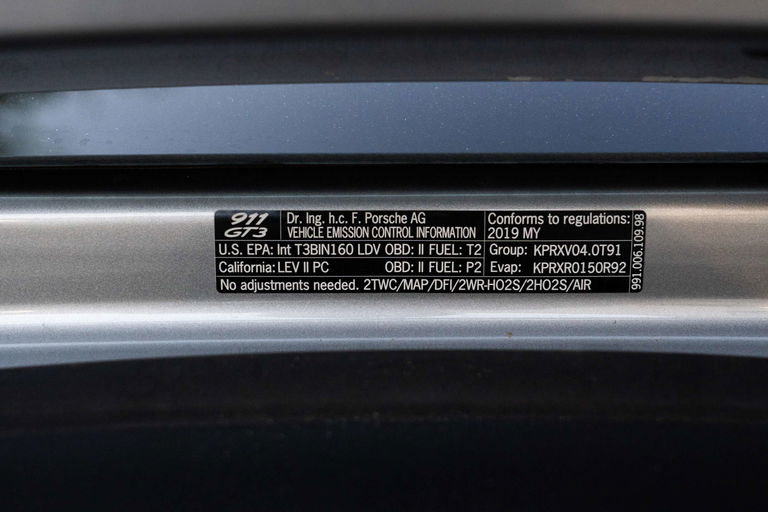 911 GT3
Dr. Ing. h.c. F. Porsche AG
VEHICLE EMISSION CONTROL INFORMATION
Conforms to regulations:
2019 MY
U.S. EPA: Int T3BIN160 LDV OBD: II FUEL: T2
Group: KPRXV04.0T91
California: LEV II PC OBD: II FUEL: P2
Evap: KPRXR0150R92
No adjustments needed. 2TWC/MAP/DFI/2WR-HO2S/2HO2S/AIR
991.006.109.98